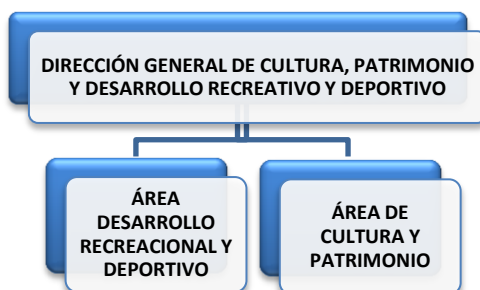 DIRECCIÓN GENERAL DE CULTURA, PATRIMONIO
Y DESARROLLO RECREATIVO Y DEPORTIVO
ÁREA
DESARROLLO
RECREACIONAL Y
DEPORTIVO
ÁREA DE
CULTURA Y
PATRIMONIO